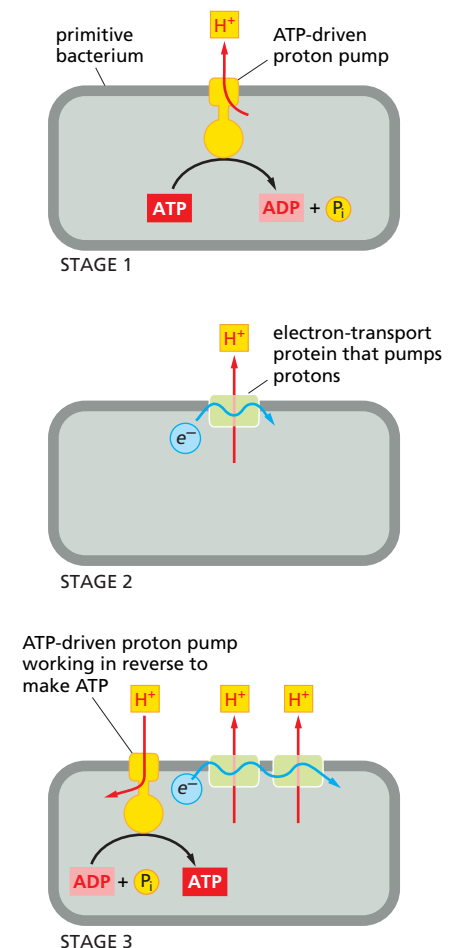 primitive
bacterium
H+
ATP-driven
proton pump
ATP
ADP + Pi
STAGE 1
H+
electron-transport
protein that pumps
protons
e−
STAGE 2
ATP-driven proton pump
working in reverse to
make ATP
H+ H+ H+
e−
ADP + Pi ATP
STAGE 3